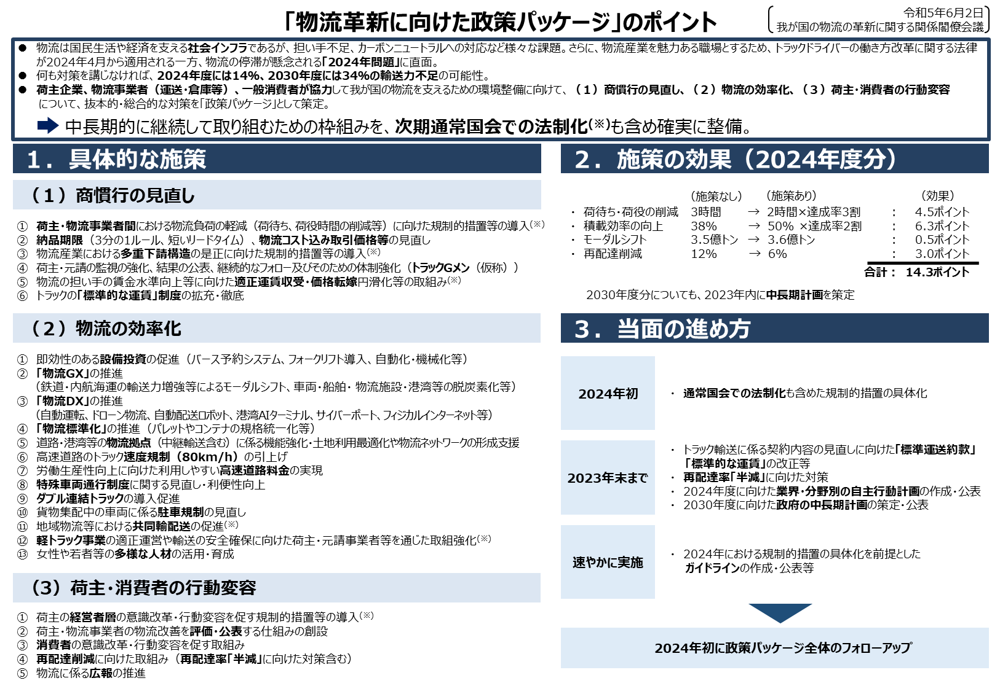 「物流革新に向けた政策パッケージ」のポイント
令和5年6月2日
我が国の物流の革新に関する関係閣僚会議
● 物流は国民生活や経済を支える社会インフラであるが、担い手不足、カーボンニュートラルへの対応など様々な課題。さらに、物流産業を魅力ある職場とするため、トラックドライバーの働き方改革に関する法律
が2024年4月から適用される一方、物流の停滞が懸念される「2024年問題」に直面。
● 何も対策を講じなければ、2024年度には14%、2030年度には34%の輸送力不足の可能性。
● 荷主企業、物流事業者（運送・倉庫等）、一般消費者が協力して我が国の物流を支えるための環境整備に向けて、（１）商慣行の見直し、（２）物流の効率化、（３）荷主・消費者の行動変容
について、抜本的・総合的な対策を「政策パッケージ」として策定。
中長期的に継続して取り組むための枠組みを、次期通常国会での法制化(※)も含め確実に整備。
１．具体的な施策
（１）商慣行の見直し
① 荷主・物流事業者間における物流負荷の軽減（荷待ち、荷役時間の削減等）に向けた規制的措置等の導入(※)
② 納品期限（3分の1ルール、短いリードタイム）、物流コスト込み取引価格等の見直し
③ 物流産業における多重下請構造の是正に向けた規制的措置等の導入(※)
④ 荷主・元請の監視の強化、結果の公表、継続的なフォロー及びそのための体制強化（トラックGメン（仮称））
⑤ 物流の担い手の賃金水準向上等に向けた適正運賃収受・価格転嫁円滑化等の取組み(※)
⑥ トラックの「標準的な運賃」制度の拡充・徹底
（２）物流の効率化
① 即効性のある設備投資の促進（バース予約システム、フォークリフト導入、自動化・機械化等）
② 「物流GX」の推進
（鉄道・内航海運の輸送力増強等によるモーダルシフト、車両・船舶・ 物流施設・港湾等の脱炭素化等）
③ 「物流DX」の推進
（自動運転、ドローン物流、自動配送ロボット、港湾AIターミナル、サイバーポート、フィジカルインターネット等）
④ 「物流標準化」の推進（パレットやコンテナの規格統一化等）
⑤ 道路・港湾等の物流拠点（中継輸送含む）に係る機能強化・土地利用最適化や物流ネットワークの形成支援
⑥ 高速道路のトラック速度規制（80km/h）の引上げ
⑦ 労働生産性向上に向けた利用しやすい高速道路料金の実現
⑧ 特殊車両通行制度に関する見直し・利便性向上
⑨ ダブル連結トラックの導入促進
⑩ 貨物集配中の車両に係る駐車規制の見直し
⑪ 地域物流等における共同輸配送の促進(※)
⑫ 軽トラック事業の適正運営や輸送の安全確保に向けた荷主・元請事業者等を通じた取組強化(※)
⑬ 女性や若者等の多様な人材の活用・育成
（３）荷主・消費者の行動変容
① 荷主の経営者層の意識改革・行動変容を促す規制的措置等の導入(※)
② 荷主・物流事業者の物流改善を評価・公表する仕組みの創設
③ 消費者の意識改革・行動変容を促す取組み
④ 再配達削減に向けた取組み（再配達率「半減」に向けた対策含む）
⑤ 物流に係る広報の推進
２．施策の効果（2024年度分）
（施策なし） （施策あり） （効果）
・ 荷待ち・荷役の削減 3時間 → 2時間×達成率3割 ： 4.5ポイント
・ 積載効率の向上 38% → 50% ×達成率2割 ： 6.3ポイント
・ モーダルシフト 3.5億トン → 3.6億トン ： 0.5ポイント
・ 再配達削減 12% → 6% ： 3.0ポイント
合計： 14.3ポイント
2030年度分についても、2023年内に中長期計画を策定
３．当面の進め方
2024年初
・ 通常国会での法制化も含めた規制的措置の具体化
2023年末まで
・ トラック輸送に係る契約内容の見直しに向けた「標準運送約款」
「標準的な運賃」の改正等
・ 再配達率「半減」に向けた対策
・ 2024年度に向けた業界・分野別の自主行動計画の作成・公表
・ 2030年度に向けた政府の中長期計画の策定・公表
速やかに実施
・ 2024年における規制的措置の具体化を前提とした
ガイドラインの作成・公表等
2024年初に政策パッケージ全体のフォローアップ